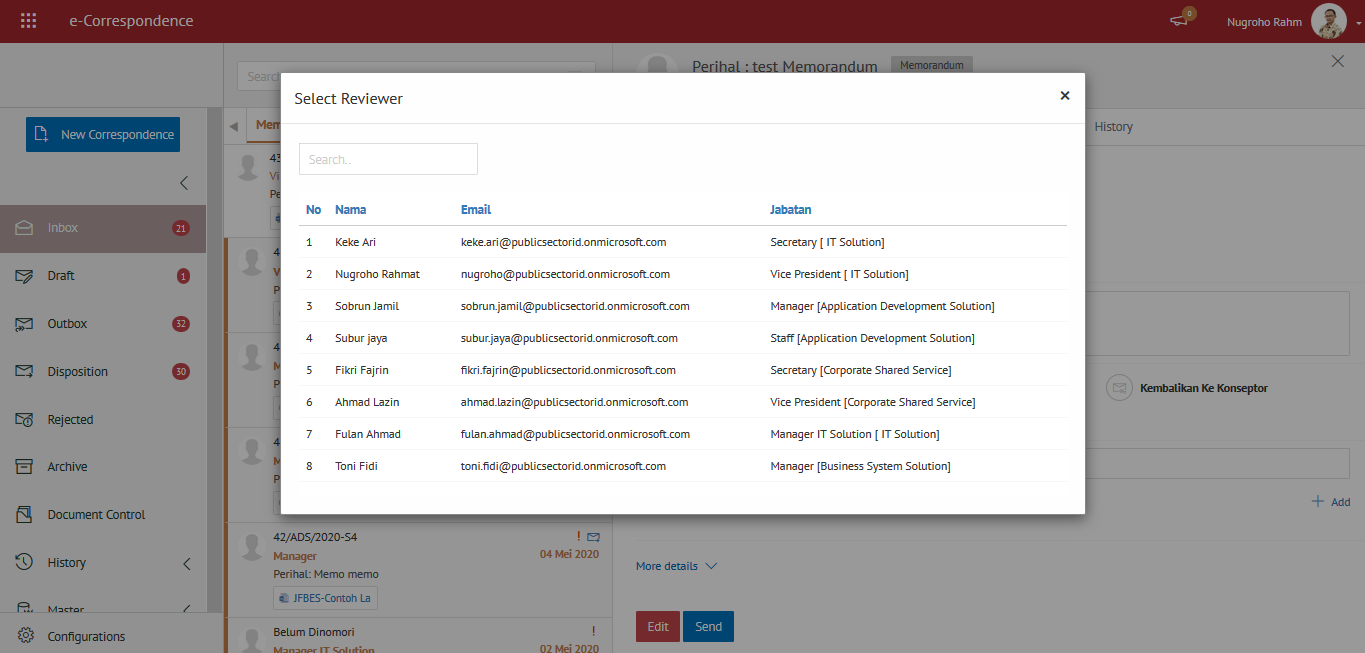 e-Correspondence
0
Nugroho Rahm
Search
Perihal : test Memorandum
Memorandum
New Correspondence
Inbox 21
Draft 1
Outbox 32
Disposition 30
Rejected
Archive
Document Control
History
Master
Configurations
Mem
43
Vi
Pe
4
V
P
4
M
P
4
M
P
42/ADS/2020-S4
!
Manager
04 Mei 2020
Perihal: Memo memo
JFBES-Contoh La
Belum Dinomori
!
Manager IT Solution
02 Mei 2020
Select Reviewer
×
Search..
No Nama Email Jabatan
1 Keke Ari keke.ari@publicsectorid.onmicrosoft.com Secretary [ IT Solution]
2 Nugroho Rahmat nugroho@publicsectorid.onmicrosoft.com Vice President [ IT Solution]
3 Sobrun Jamil sobrun.jamil@publicsectorid.onmicrosoft.com Manager [Application Development Solution]
4 Subur jaya subur.jaya@publicsectorid.onmicrosoft.com Staff [Application Development Solution]
5 Fikri Fajrin fikri.fajrin@publicsectorid.onmicrosoft.com Secretary [Corporate Shared Service]
6 Ahmad Lazin ahmad.lazin@publicsectorid.onmicrosoft.com Vice President [Corporate Shared Service]
7 Fulan Ahmad fulan.ahmad@publicsectorid.onmicrosoft.com Manager IT Solution [ IT Solution]
8 Toni Fidi toni.fidi@publicsectorid.onmicrosoft.com Manager [Business System Solution]
History
Kembalikan Ke Konseptor
+ Add
More details
Edit
Send